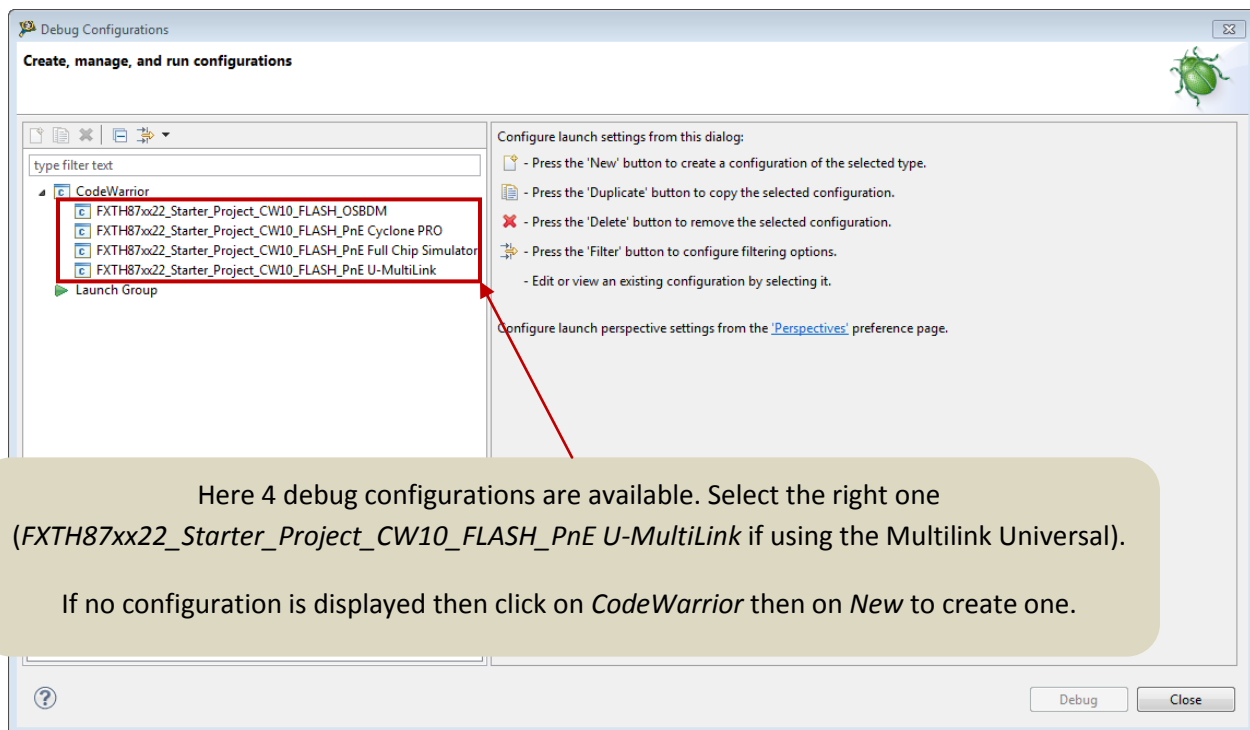 Debug Configurations
Create, manage, and run configurations
type filter text
CodeWarrior
FXTH87xx22_Starter_Project_CW10_FLASH_OSBDM
FXTH87xx22_Starter_Project_CW10_FLASH_PnE Cyclone PRO
FXTH87xx22_Starter_Project_CW10_FLASH_PnE Full Chip Simulator
FXTH87xx22_Starter_Project_CW10_FLASH_PnE U-MultiLink
Launch Group
Configure launch settings from this dialog:
- Press the 'New' button to create a configuration of the selected type.
- Press the 'Duplicate' button to copy the selected configuration.
- Press the 'Delete' button to remove the selected configuration.
- Press the 'Filter' button to configure filtering options.
- Edit or view an existing configuration by selecting it.
Configure launch perspective settings from the 'Perspectives' preference page.
Here 4 debug configurations are available. Select the right one
(FXTH87xx22_Starter_Project_CW10_FLASH_PnE U-MultiLink if using the Multilink Universal).
If no configuration is displayed then click on CodeWarrior then on New to create one.
Debug
Close